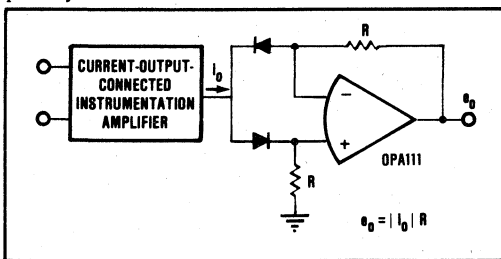 CURRENT-OUTPUT-
CONNECTED
INSTRUMENTATION
AMPLIFIER
i₀
R
−
+
OPA111
e₀
R
e₀ = | I₀ | R